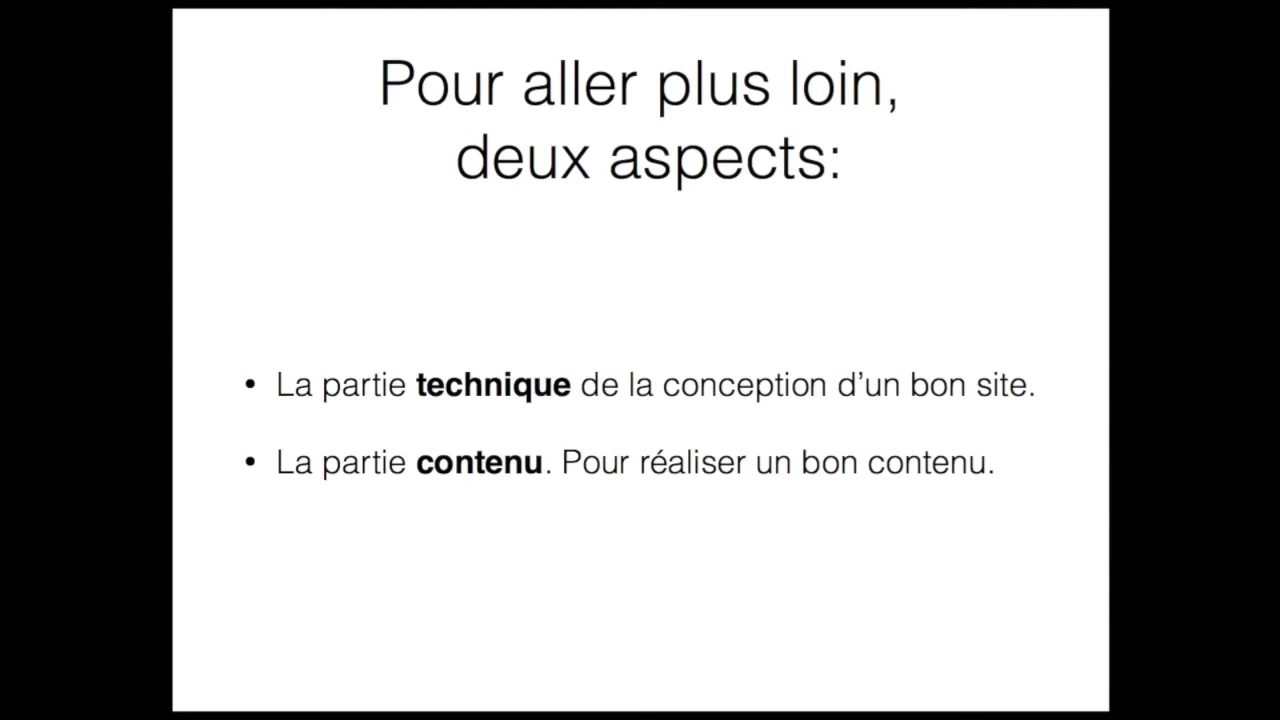 Pour aller plus loin,
deux aspects:
• La partie technique de la conception d’un bon site.
• La partie contenu. Pour réaliser un bon contenu.